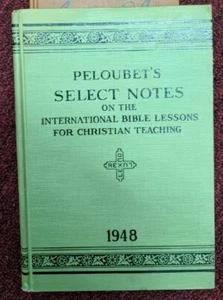 PELOUBET'S
SELECT NOTES
ON THE
INTERNATIONAL BIBLE LESSONS
FOR CHRISTIAN TEACHING
1948